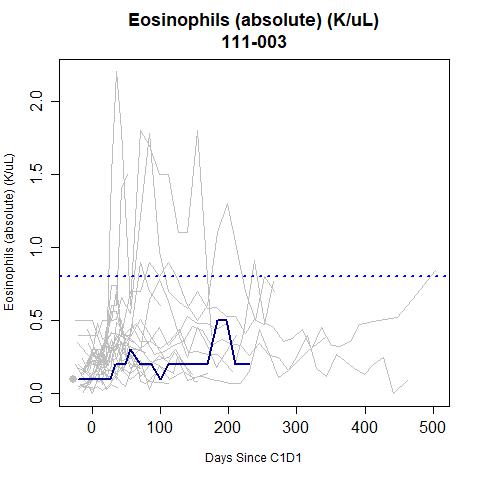 Eosinophils (absolute) (K/uL)
111-003
Eosinophils (absolute) (K/uL)
2.0
1.5
1.0
0.5
0.0
0 100 200 300 400 500
Days Since C1D1